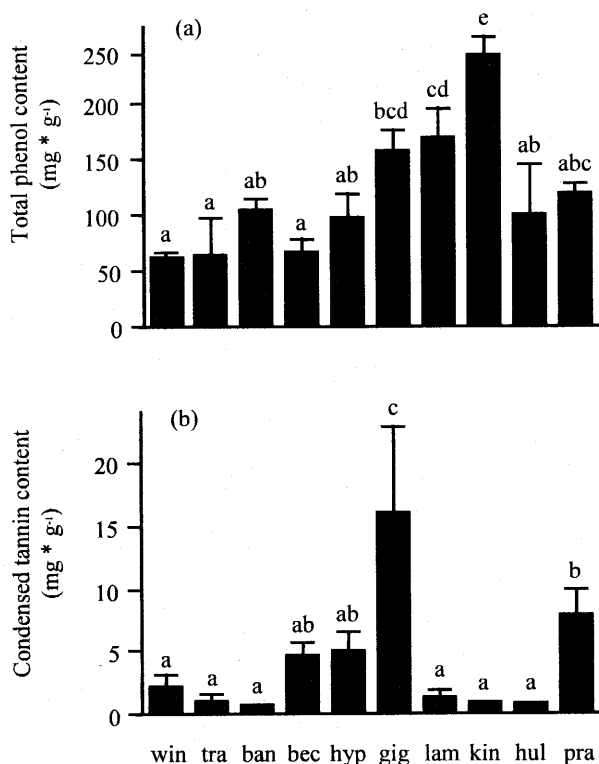 (a)
Total phenol content
(mg * g-¹)
250
200
150
100
50
0
a
a
ab
a
ab
bcd
cd
e
ab
abc
(b)
Condensed tannin content
(mg * g-¹)
20
15
10
5
0
a
a
a
ab
ab
c
a
a
a
b
win tra ban bec hyp gig lam kin hul pra